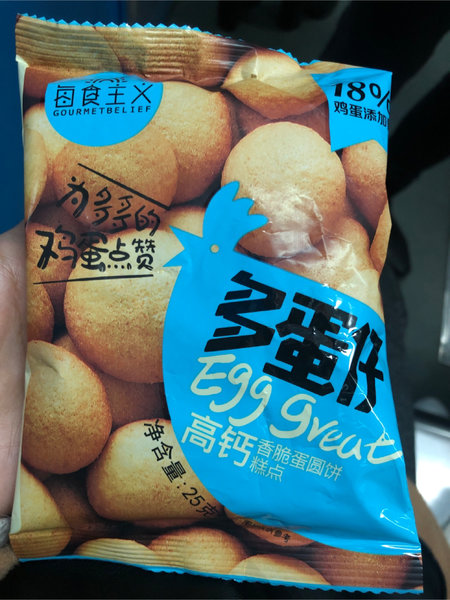 每食主义
GOURMETBELIEF
18%
鸡蛋添加
为多多的
鸡蛋点赞
多蛋仔
Egg great
高钙
香脆蛋圆饼
糕点
净含量:25克